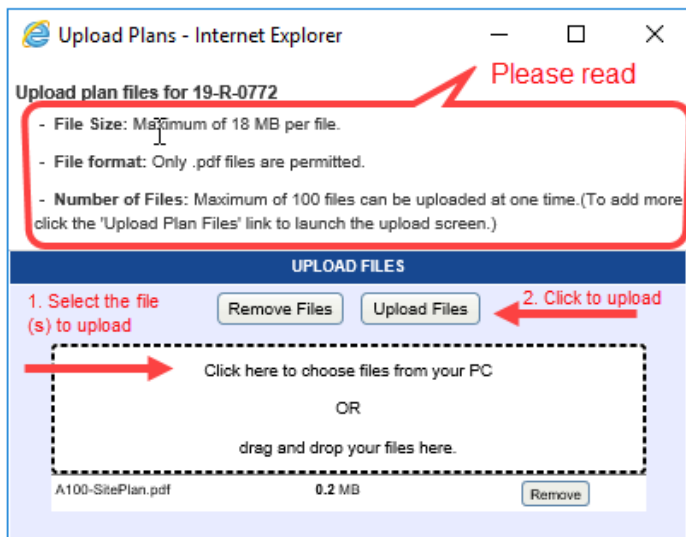 Upload Plans - Internet Explorer
Please read
Upload plan files for 19-R-0772
- File Size: Maximum of 18 MB per file.
- File format: Only .pdf files are permitted.
- Number of Files: Maximum of 100 files can be uploaded at one time.(To add more
click the 'Upload Plan Files' link to launch the upload screen.)
UPLOAD FILES
1. Select the file
(s) to upload
Remove Files
Upload Files
2. Click to upload
Click here to choose files from your PC
OR
drag and drop your files here.
A100-SitePlan.pdf 0.2 MB Remove